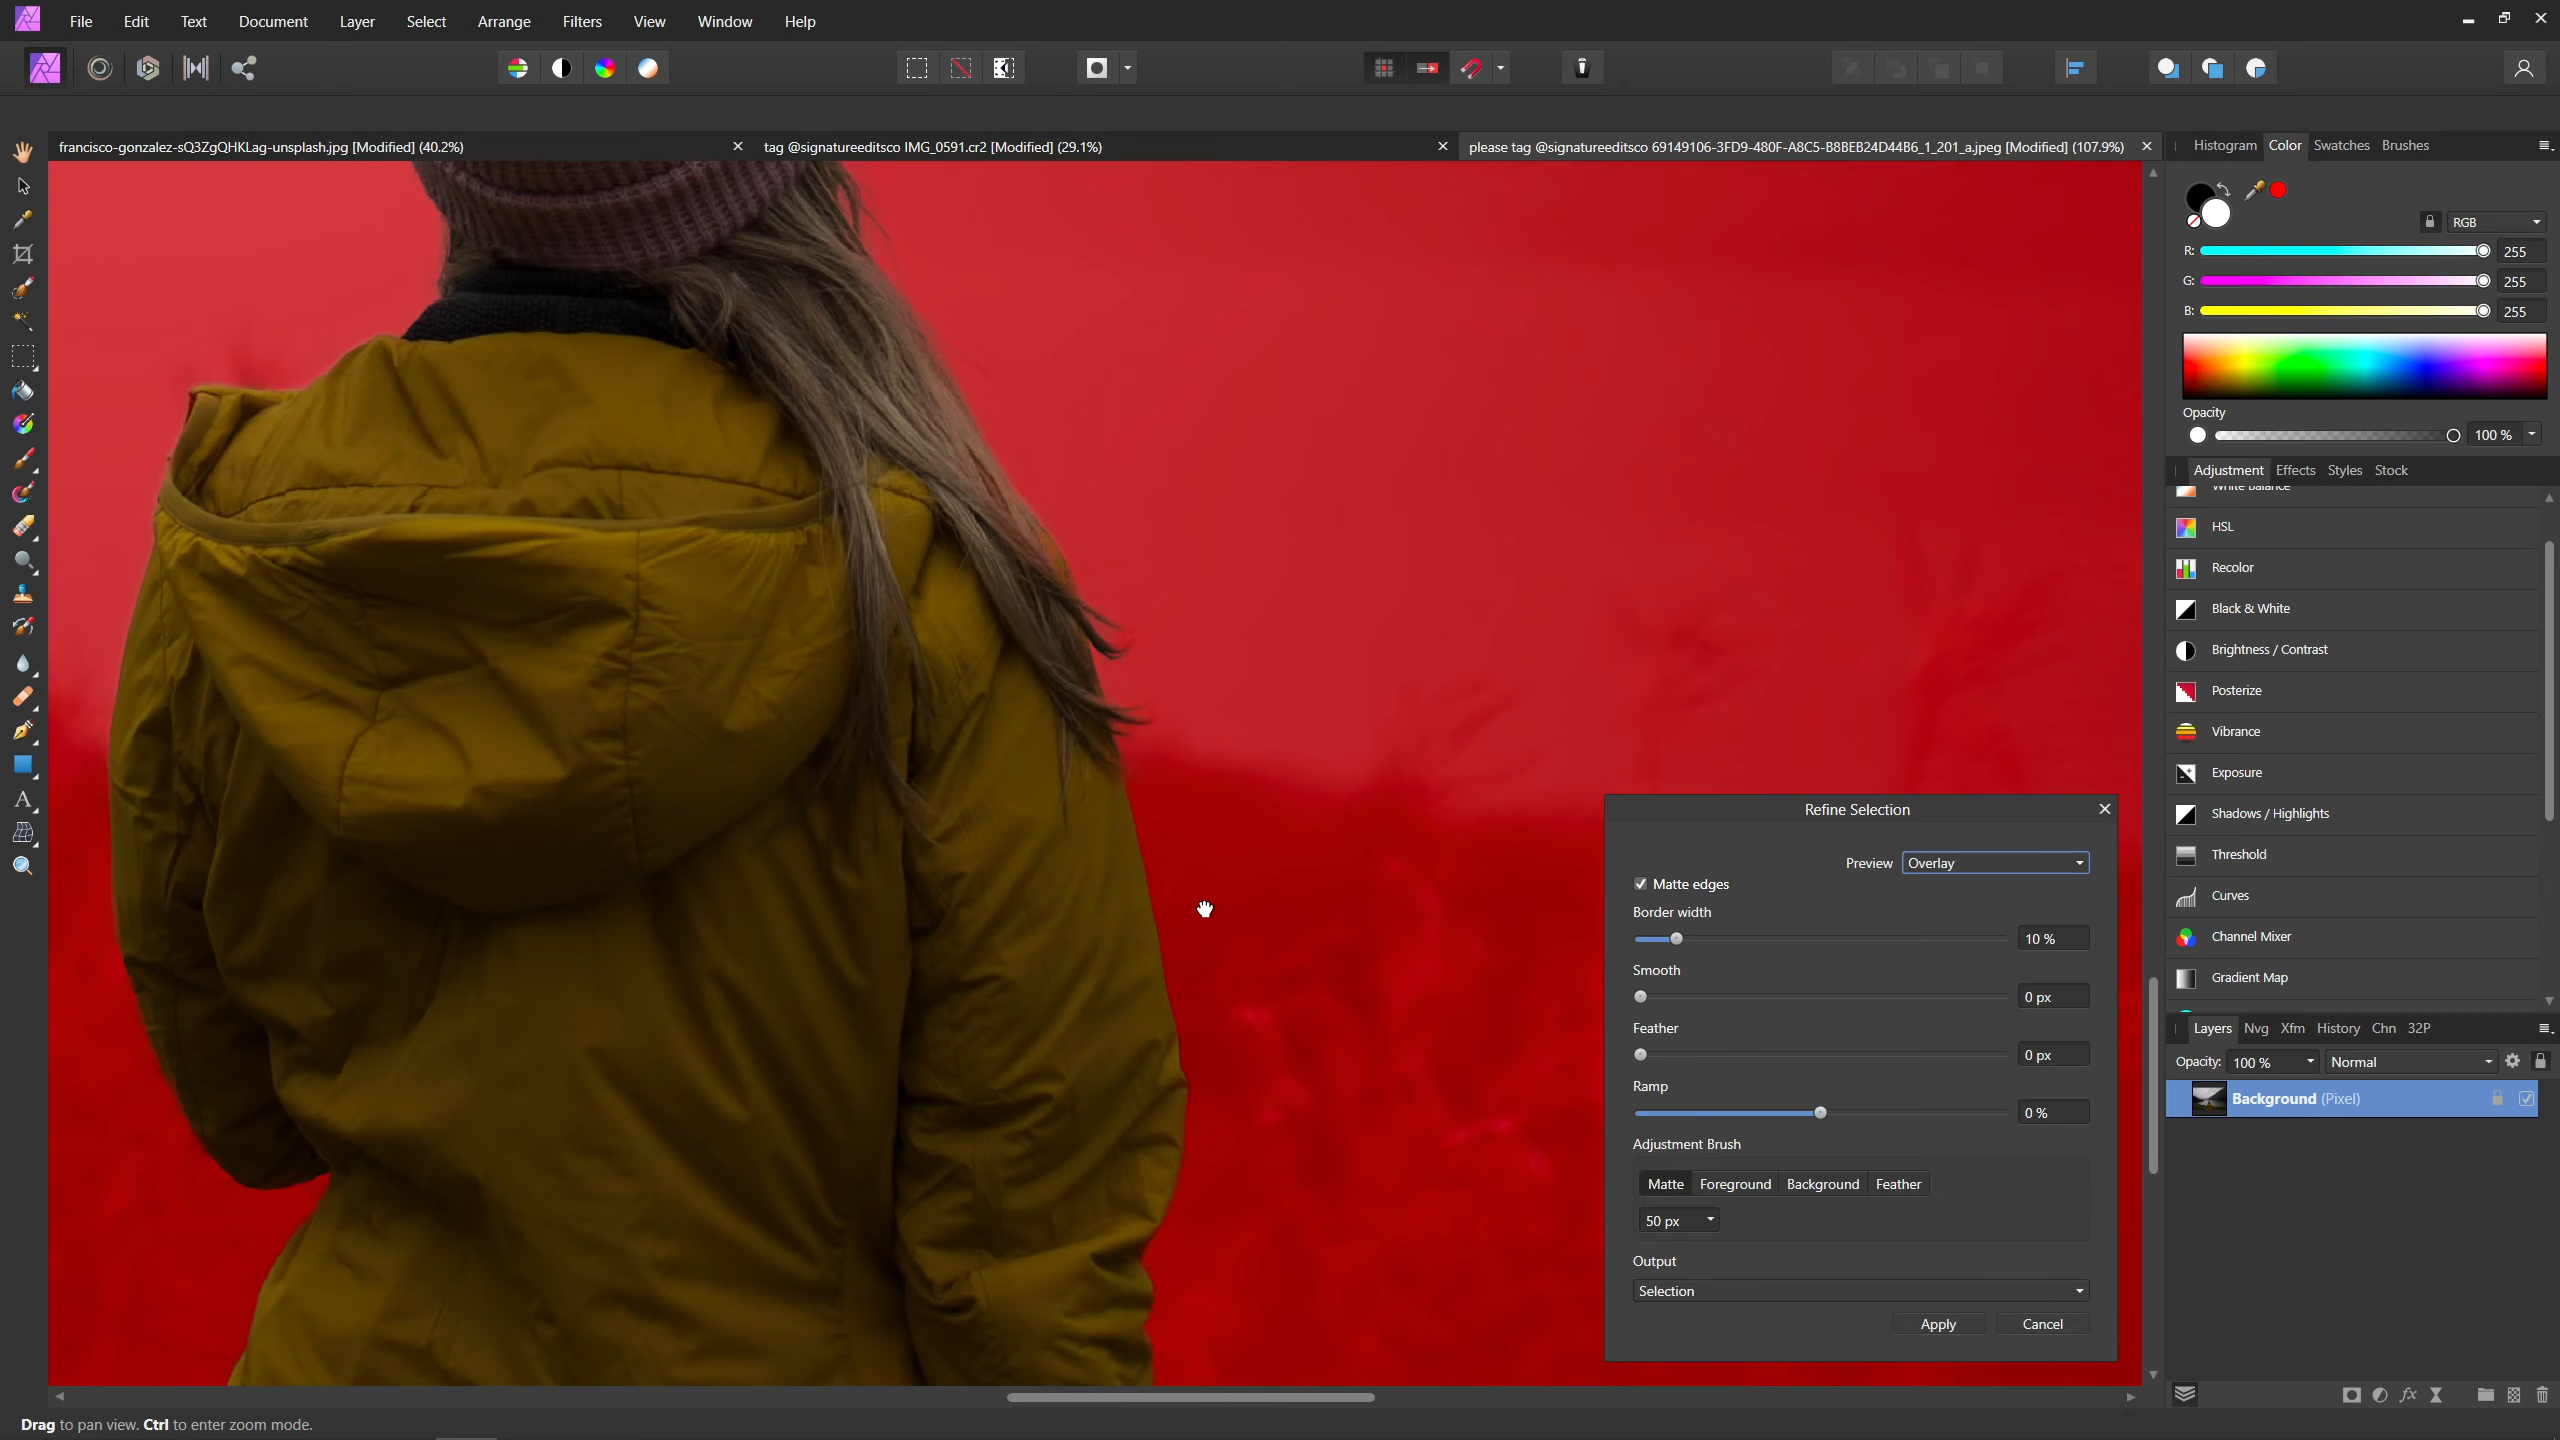 File Edit Text Document Layer Select Arrange Filters View Window Help
francisco-gonzalez-sQ3ZgQHKLag-unsplash.jpg [Modified] (40.2%)
tag @signatureeditsco IMG_0591.cr2 [Modified] (29.1%)
please tag @signatureeditsco 69149106-3FD9-480F-A8C5-B8BEB24D44B6_1_201_a.jpeg [Modified] (107.9%)
Histogram Color Swatches Brushes
RGB
R: 255
G: 255
B: 255
Opacity
100 %
Adjustment Effects Styles Stock
White Balance
HSL
Recolor
Black & White
Brightness / Contrast
Posterize
Vibrance
Exposure
Shadows / Highlights
Threshold
Curves
Channel Mixer
Gradient Map
Layers Nvg Xfm History Chn 32P
Opacity: 100 % Normal
Background (Pixel)
Refine Selection
Preview Overlay
Matte edges
Border width
10 %
Smooth
0 px
Feather
0 px
Ramp
0 %
Adjustment Brush
Matte Foreground Background Feather
50 px
Output
Selection
Apply Cancel
Drag to pan view. Ctrl to enter zoom mode.